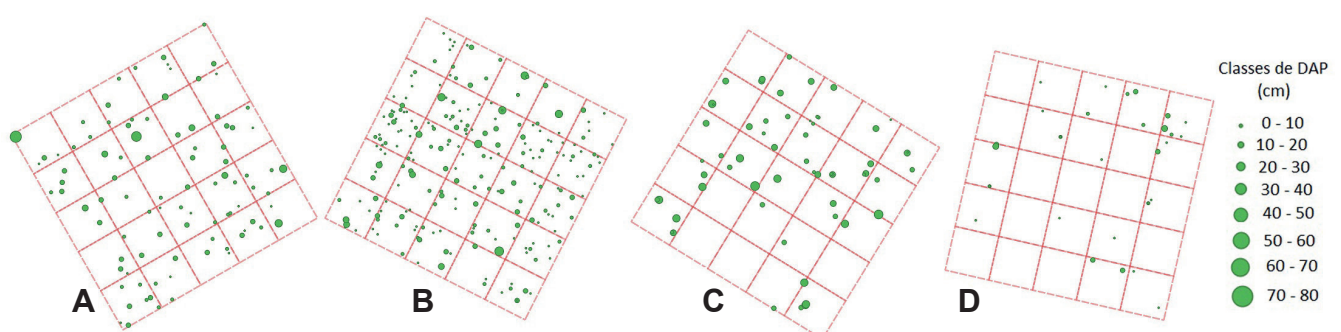 Classes de DAP
(cm)
0 - 10
10 - 20
20 - 30
30 - 40
40 - 50
50 - 60
60 - 70
70 - 80
A
B
C
D